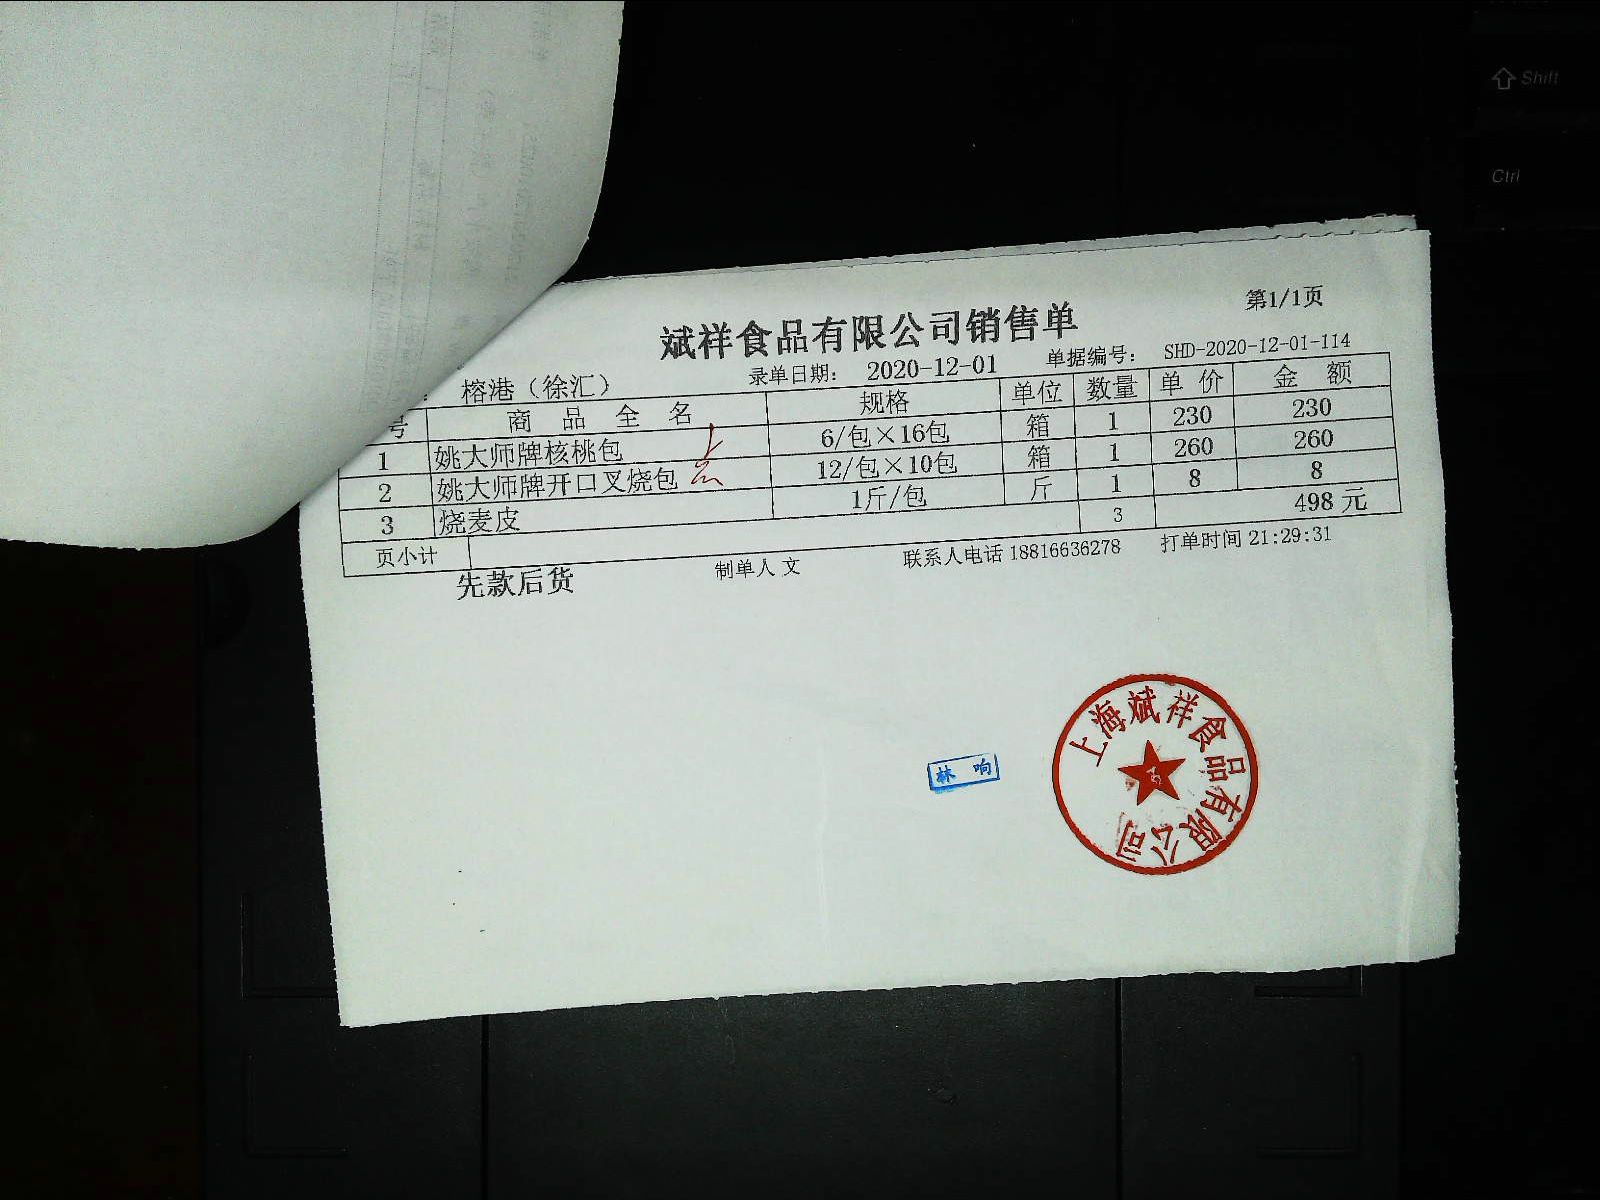 Shift
Ctrl
第1/1页
斌祥食品有限公司销售单
榕港（徐汇） 录单日期： 2020-12-01 单据编号： SHD-2020-12-01-114
号 商品全名 规格 单位 数量 单价 金额
1 姚大师牌核桃包 6/包×16包 箱 1 230 230
2 姚大师牌开口叉烧包 12/包×10包 箱 1 260 260
3 烧麦皮 1斤/包 斤 1 8 8
页小计 3 498 元
先款后货 制单人 文 联系人电话 18816636278 打单时间 21:29:31
林响
上海斌祥食品有限公司